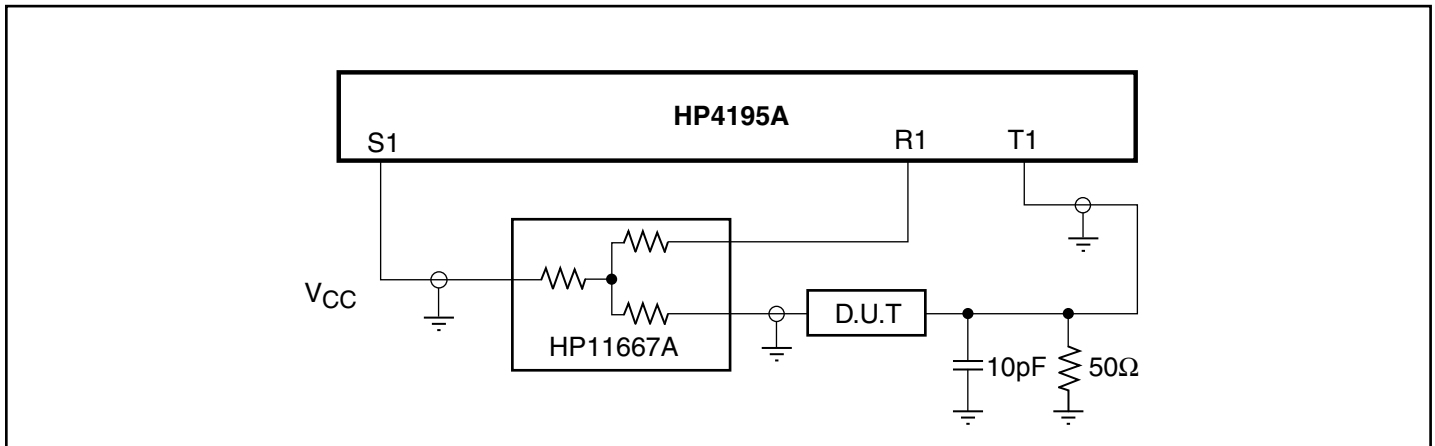 HP4195A
S1
R1
T1
VCC
HP11667A
D.U.T
10pF
50Ω